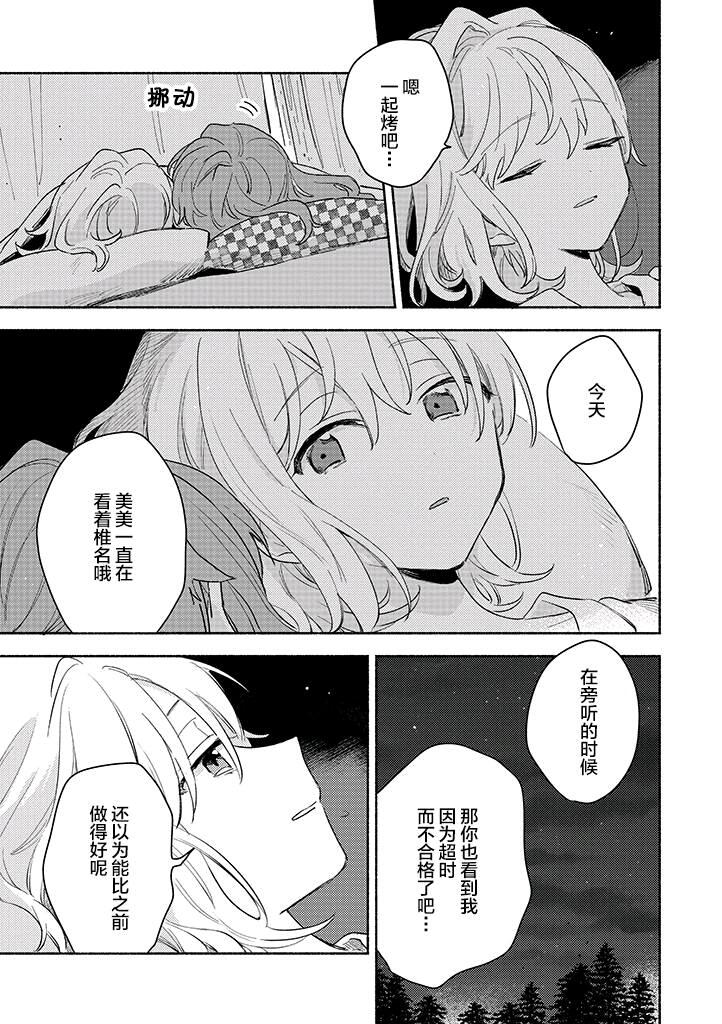 嗯
一起烤吧…
挪动
今天
美美一直在
看着椎名哦
在旁听的时候
那你也看到我
因为超时
而不合格了吧…
还以为能比之前
做得好呢